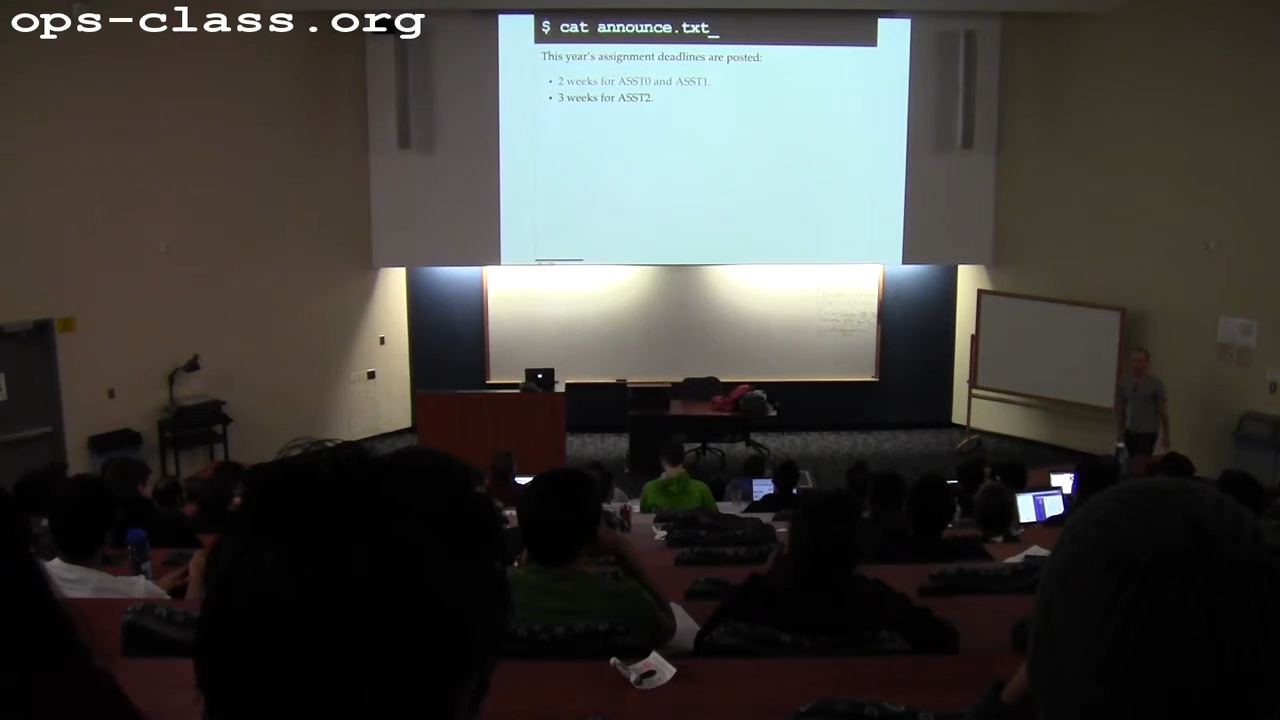 ops-class.org
$ cat announce.txt_
This year's assignment deadlines are posted:
• 2 weeks for ASST0 and ASST1.
• 3 weeks for ASST2.